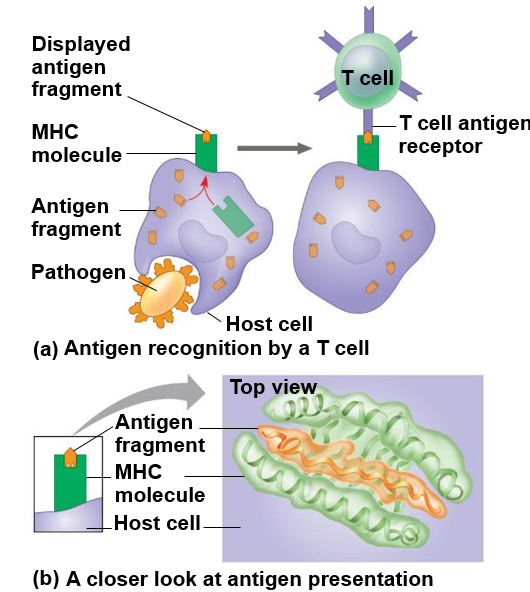 Displayed
antigen
fragment
MHC
molecule
Antigen
fragment
Pathogen
Host cell
T cell
T cell antigen
receptor
(a) Antigen recognition by a T cell
Top view
Antigen
fragment
MHC
molecule
Host cell
(b) A closer look at antigen presentation